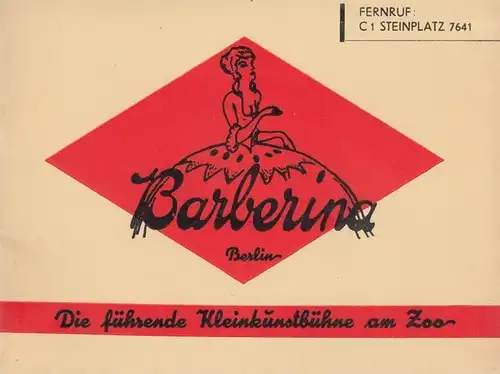 FERNRUF:
C 1 STEINPLATZ 7641
Barberina
Berlin
Die führende Kleinkunstbühne am Zoo